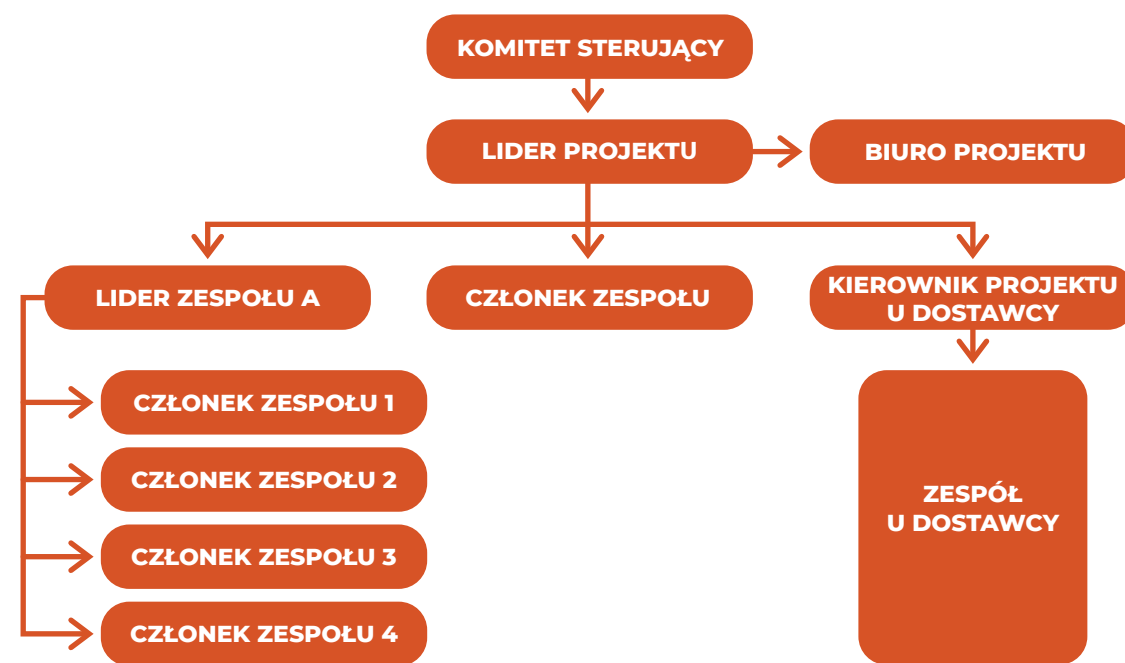 KOMITET STERUJĄCY
LIDER PROJEKTU
BIURO PROJEKTU
LIDER ZESPOŁU A
CZŁONEK ZESPOŁU
KIEROWNIK PROJEKTU
U DOSTAWCY
CZŁONEK ZESPOŁU 1
CZŁONEK ZESPOŁU 2
CZŁONEK ZESPOŁU 3
CZŁONEK ZESPOŁU 4
ZESPÓŁ
U DOSTAWCY